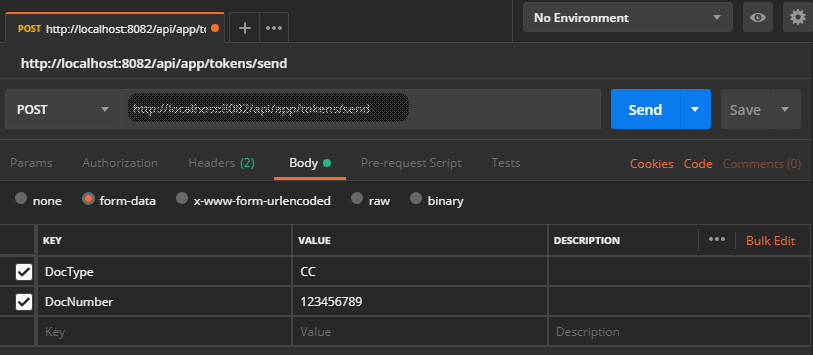 No Environment
POST http://localhost:8082/api/app/to
http://localhost:8082/api/app/tokens/send
POST http://localhost:8082/api/app/tokens/send Send Save
Params Authorization Headers (2) Body Pre-request Script Tests Cookies Code Comments (0)
none form-data x-www-form-urlencoded raw binary
KEY VALUE DESCRIPTION Bulk Edit
DocType CC
DocNumber 123456789
Key Value Description